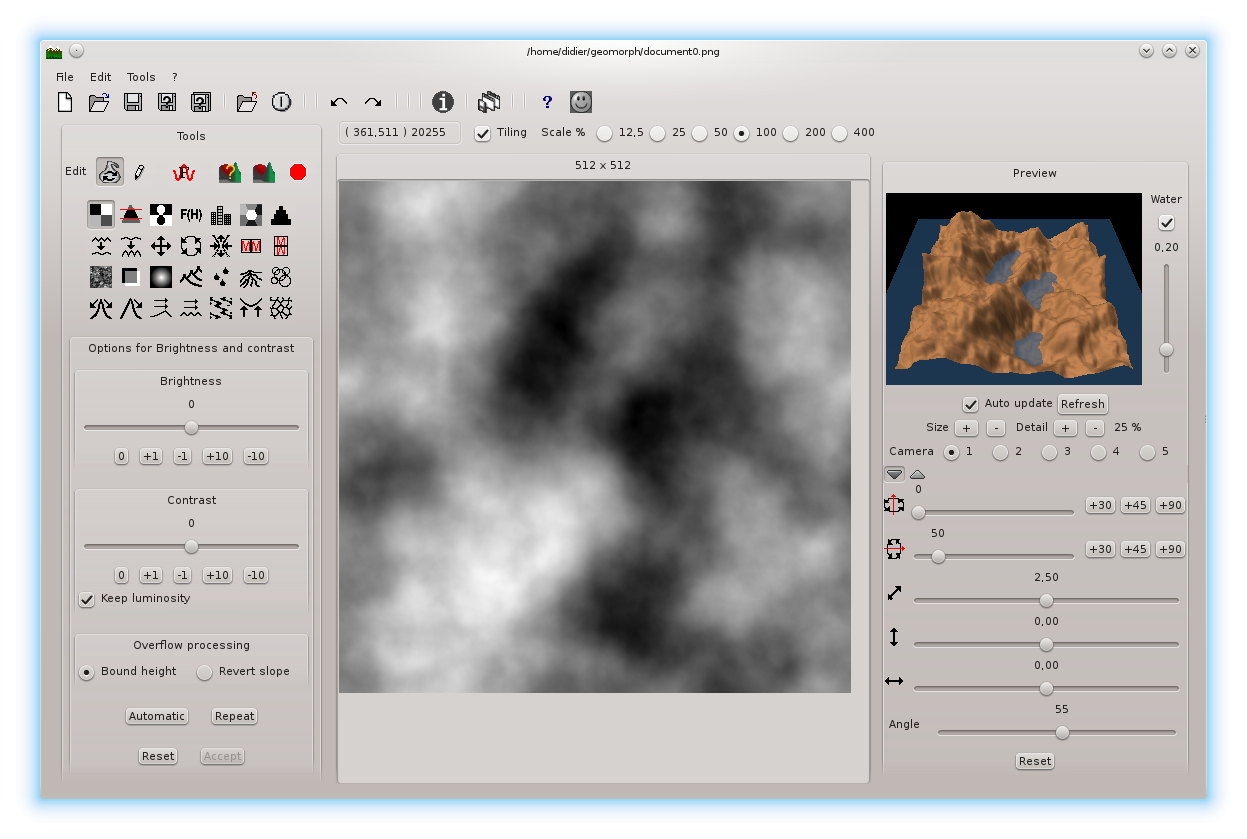 /home/didier/geomorph/document0.png
File Edit Tools ?
?
( 361,511 ) 20255 Tiling Scale % 12,5 25 50 100 200 400
Tools
Edit
F(H)
512 x 512
Options for Brightness and contrast
Brightness
0
0 +1 -1 +10 -10
Contrast
0
0 +1 -1 +10 -10
Keep luminosity
Overflow processing
Bound height Revert slope
Automatic Repeat
Reset Accept
Preview
Water
0,20
Auto update Refresh
Size + - Detail + - 25 %
Camera 1 2 3 4 5
0
+30 +45 +90
50
+30 +45 +90
2,50
0,00
0,00
55
Angle
Reset